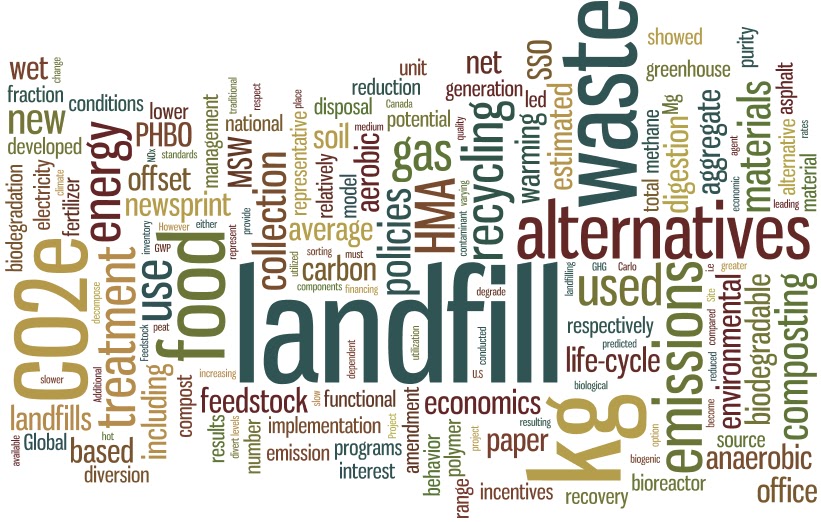 wet
change
fraction
conditions
new
developed
lower
PHBO
NOx
standards
management
traditional
respect
national
MSW
place
representative
reduction
unit
disposal
Canada
potential
medium
soil
relatively
model
aerobic
gas
net
generation
quality
SSO
led
recycling
warming
estimated
waste
showed
greenhouse
purity
Mg
total
methane
digestion
aggregate
agent
economic
materials
alternative
asphalt
rates
material
leading
biodegradation
electricity
climate
fertilizer
energy
offset
newsprint
However
either
inventory
GWP
represent
provide
collection
average
utilized
sorting
must
carbon
components
financing
policies
HMA
contaminant
varying
alternatives
CO2e
slower
decompose
treatment
use
Feedstock
peat
food
landfill
dependent
utilization
degrade
U.S
conducted
landfilling
GHG
Carlo
used
respectively
predicted
life-cycle
biological
emissions
i.e
Site
greater
compared
reduced
become
environmental
biodegradable
composting
landfills
available
Global
Additional
hot
based
diversion
including
compost
increasing
feedstock
slow
functional
results
divert
levels
number
implementation
emission
programs
Project
interest
amendment
economics
resulting
behavior
polymer
project
range
paper
incentives
kg
recovery
option
biogenic
bioreactor
source
anaerobic
office